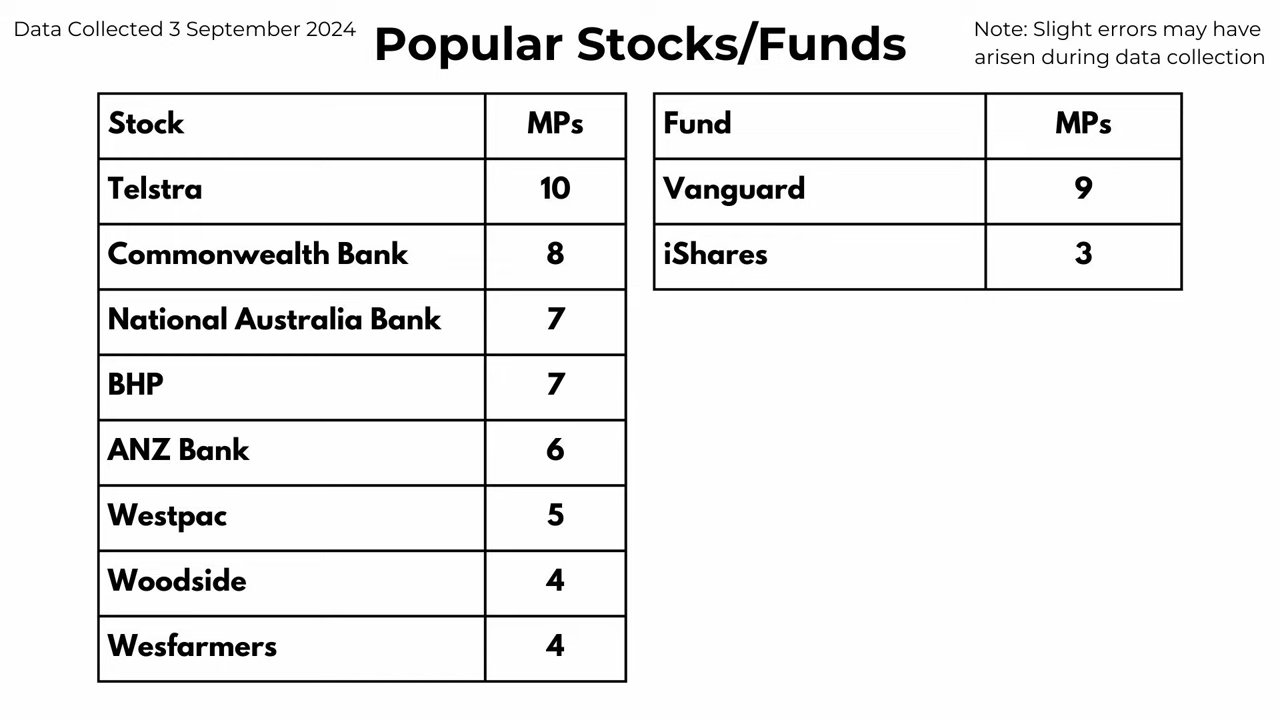 Data Collected 3 September 2024
Popular Stocks/Funds
Note: Slight errors may have
arisen during data collection
Stock MPs
Telstra 10
Commonwealth Bank 8
National Australia Bank 7
BHP 7
ANZ Bank 6
Westpac 5
Woodside 4
Wesfarmers 4
Fund MPs
Vanguard 9
iShares 3